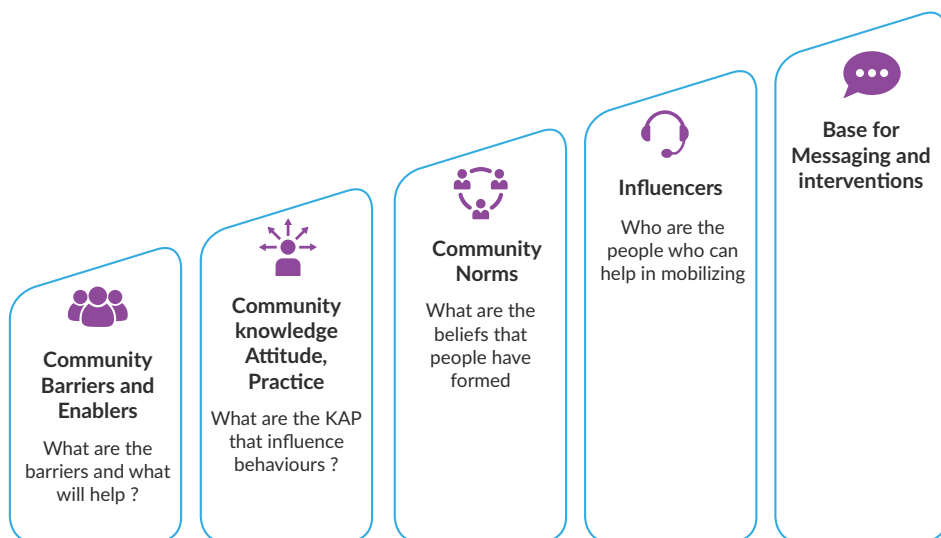 Community
Barriers and
Enablers
What are the
barriers and what
will help ?
Community
knowledge
Attitude,
Practice
What are the KAP
that influence
behaviours ?
Community
Norms
What are the
beliefs that
people have
formed
Influencers
Who are the
people who can
help in mobilizing
Base for
Messaging and
interventions